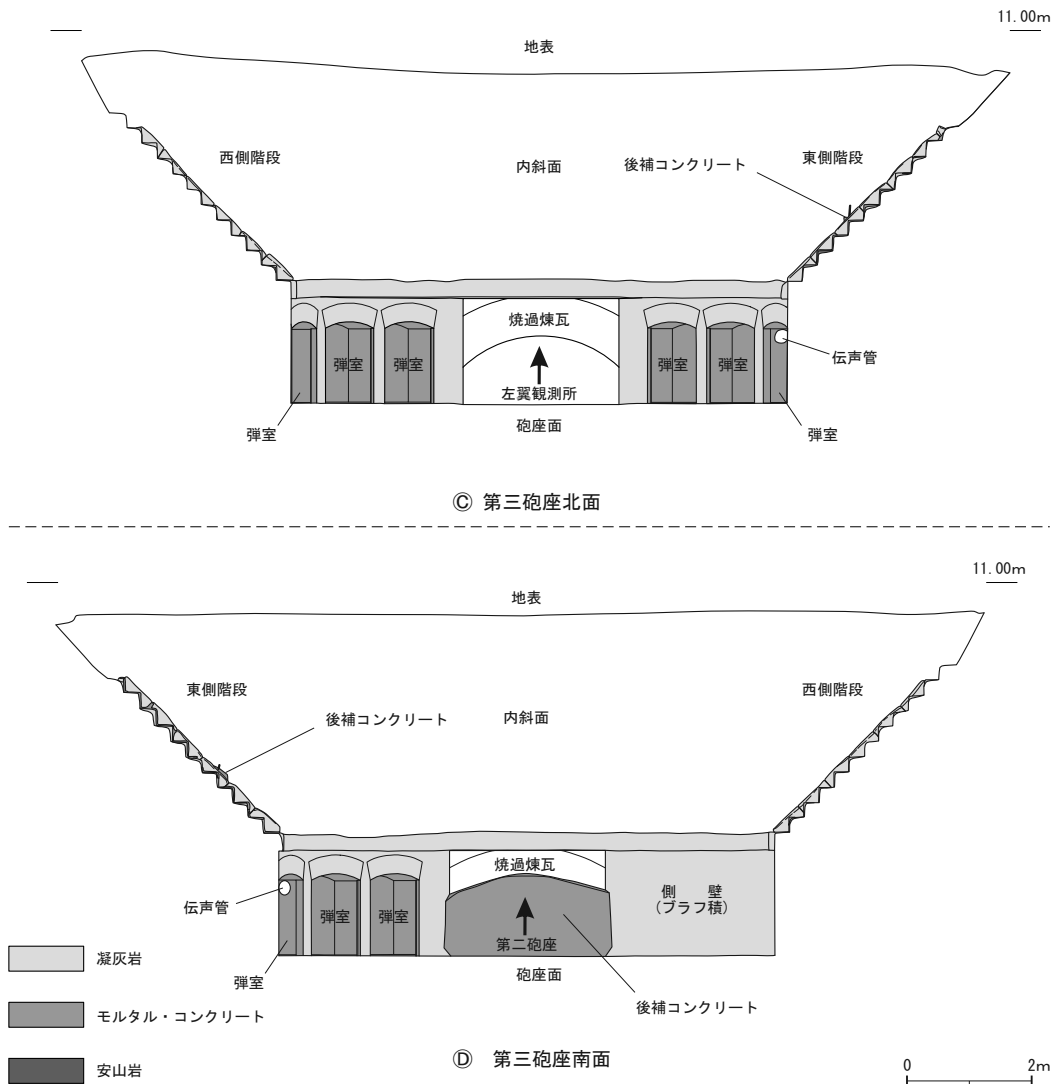 11.00m
地表
西側階段
内斜面
後補コンクリート
東側階段
焼過煉瓦
弾室
弾室
弾室
弾室
伝声管
左翼観測所
弾室
砲座面
弾室
Ⓒ 第三砲座北面
11.00m
地表
東側階段
後補コンクリート
内斜面
西側階段
焼過煉瓦
側 壁
(ブラフ積)
伝声管
弾室
弾室
第二砲座
弾室
砲座面
後補コンクリート
凝灰岩
モルタル・コンクリート
安山岩
Ⓓ 第三砲座南面
0 2m